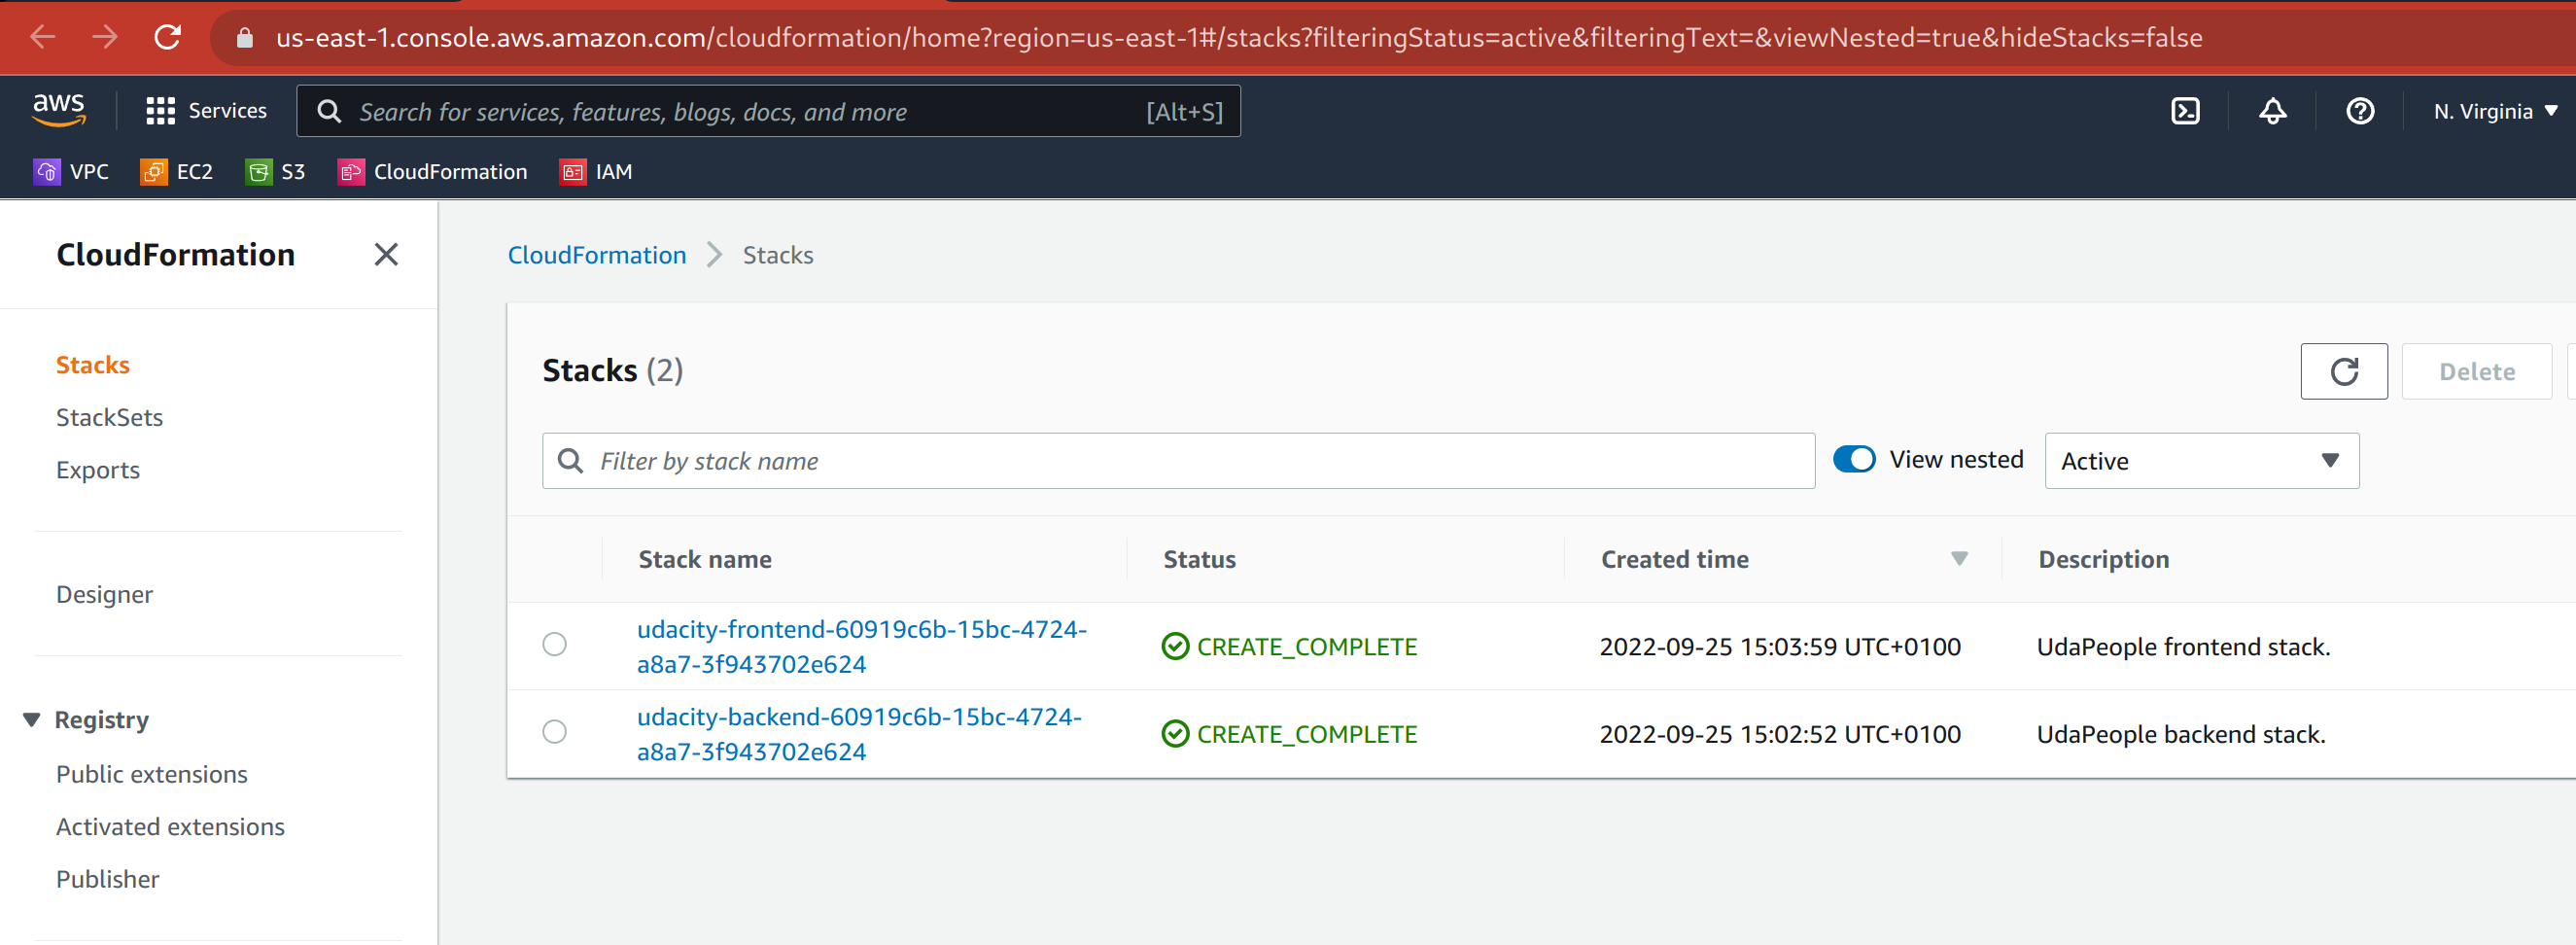 us-east-1.console.aws.amazon.com/cloudformation/home?region=us-east-1#/stacks?filteringStatus=active&filteringText=&viewNested=true&hideStacks=false
aws Services Search for services, features, blogs, docs, and more [Alt+S] N. Virginia
VPC EC2 S3 CloudFormation IAM
CloudFormation
CloudFormation Stacks
Stacks
StackSets
Exports
Designer
Registry
Public extensions
Activated extensions
Publisher
Stacks (2) Delete
Filter by stack name View nested Active
Stack name Status Created time Description
udacity-frontend-60919c6b-15bc-4724-
a8a7-3f943702e624
CREATE_COMPLETE 2022-09-25 15:03:59 UTC+0100 UdaPeople frontend stack.
udacity-backend-60919c6b-15bc-4724-
a8a7-3f943702e624
CREATE_COMPLETE 2022-09-25 15:02:52 UTC+0100 UdaPeople backend stack.